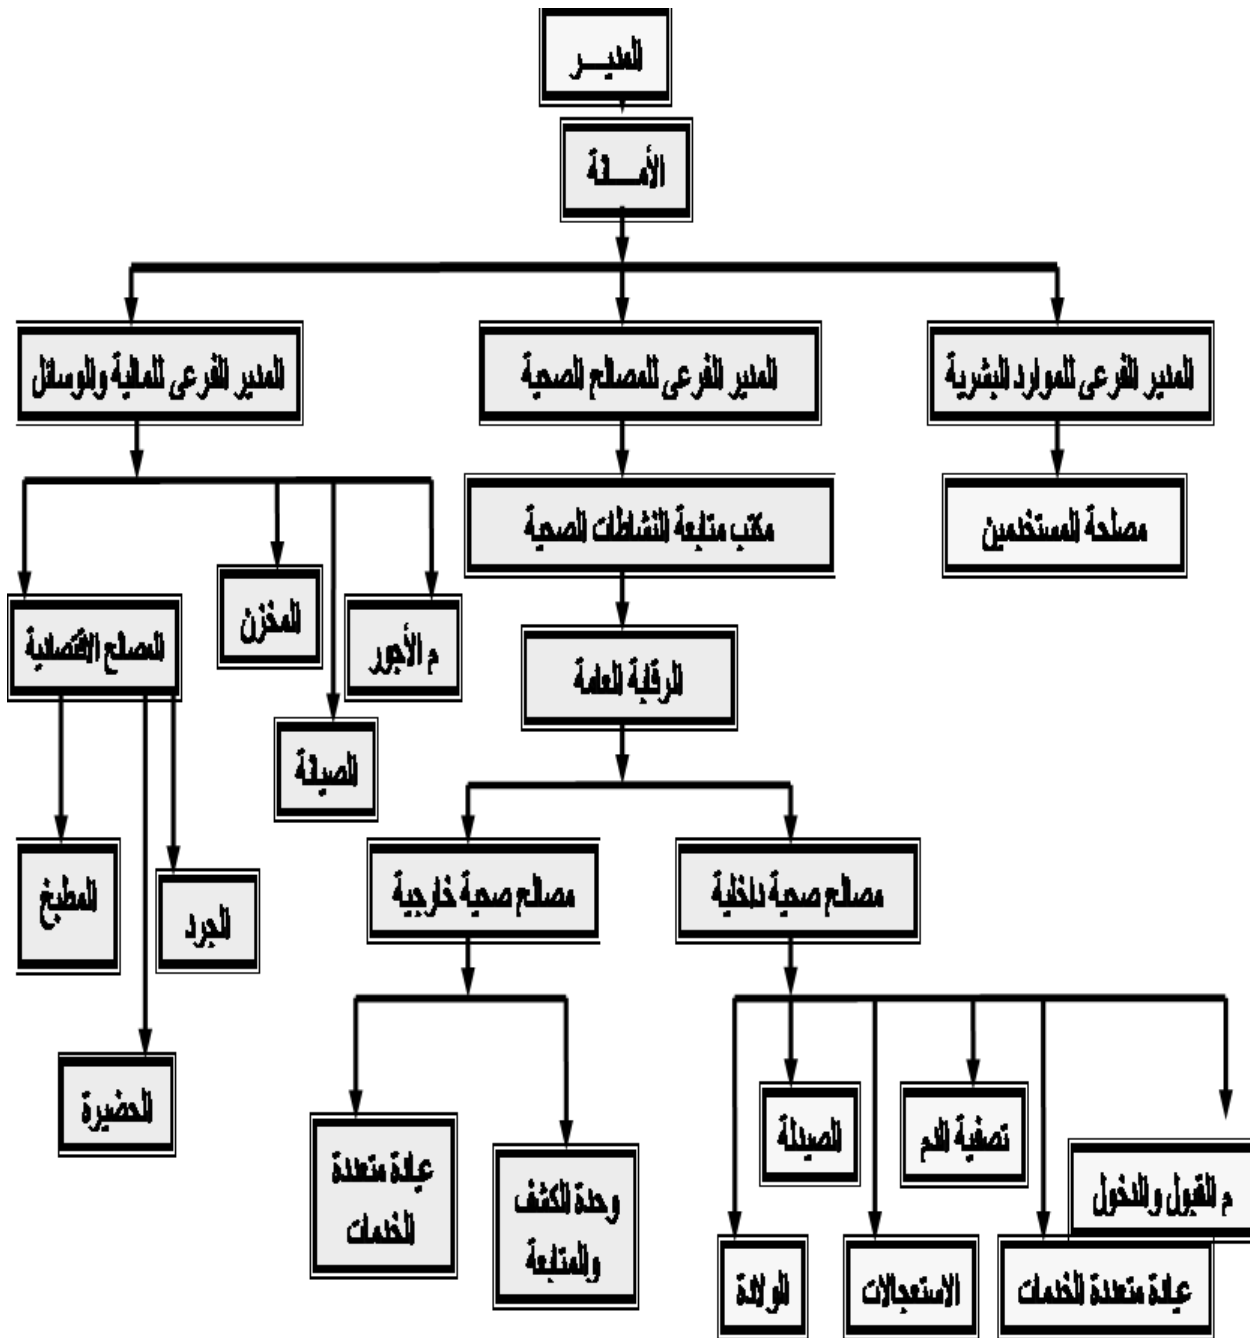 المديـــر
الأمـــانة
المدير الفرعي للموارد البشرية
المدير الفرعي للمصالح الصحية
المدير الفرعي للمالية والوسائل
مصلحة المستخدمين
مكتب متابعة النشاطات الصحية
م الأجور
المخزن
المصالح الاقتصادية
الرقابة العامة
الصيانة
مصالح صحية داخلية
مصالح صحية خارجية
الجرد
المطبخ
الحضيرة
م القبول والدخول
تصفية الدم
الصيدلة
وحدة الكشف
والمتابعة
عيادة متعددة
الخدمات
عيادة متعددة الخدمات
الاستعجالات
الولادة